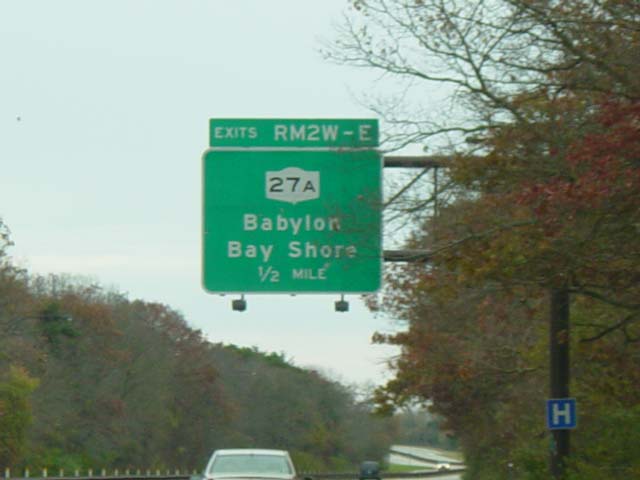 EXITS RM2W-E
27A
Babylon
Bay Shore
1/2 MILE
H